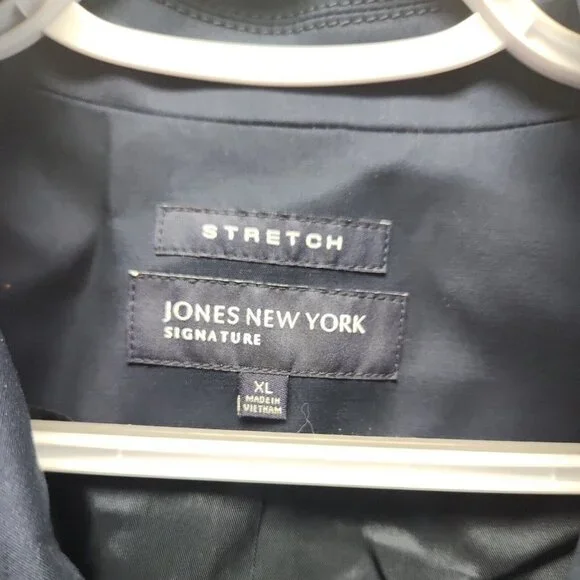 STRETCH
JONES NEW YORK
SIGNATURE
XL
MADE IN
VIETNAM